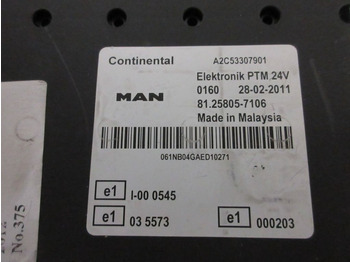 Continental A2C53307901
Elektronik PTM 24V
MAN 0160 28-02-2011
81.25805-7106
Made in Malaysia
061NB04GAED10271
e1 I-00 0545
e1 03 5573 e1 000203
No.375